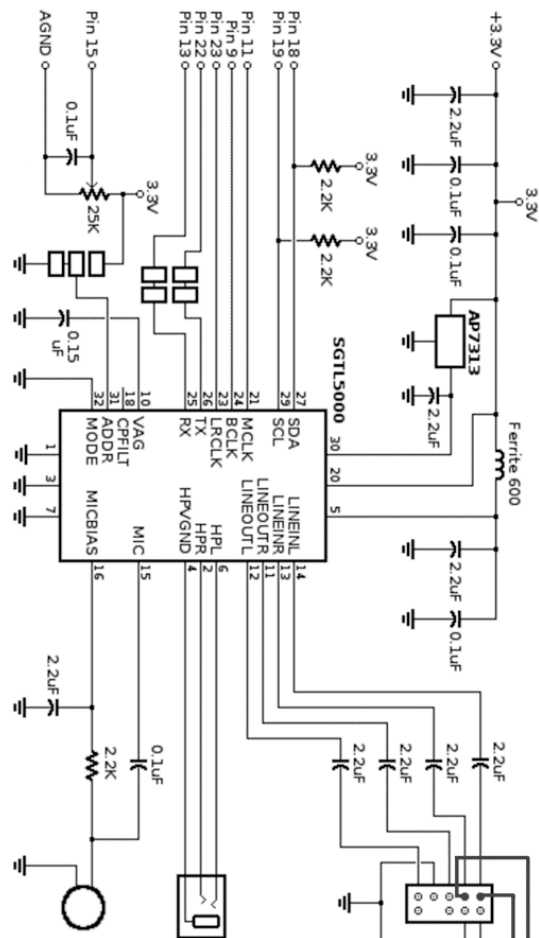 +3.3V
3.3V
2.2uF
0.1uF
0.1uF
AP7313
2.2uF
Ferrite 600
2.2uF
0.1uF
3.3V
3.3V
2.2K
2.2K
Pin 18
Pin 19
Pin 11
Pin 9
Pin 23
Pin 22
Pin 13
SGTL5000
30
20
5
27 SDA
29 SCL
21 MCLK
24 BCLK
23 LRCLK
26 TX
25 RX
10 VAG
18 CPFILT
31 ADDR
32 MODE
LINEINL 14
LINEINR 13
LINEOUTR 11
LINEOUTL 12
HPL 6
HPR 2
HPVGND 4
MIC 15
MICBIAS 16
1
3
7
2.2uF
2.2uF
2.2uF
2.2uF
Pin 15
AGND
0.1uF
25K
3.3V
0.15
uF
0.1uF
2.2K
2.2uF